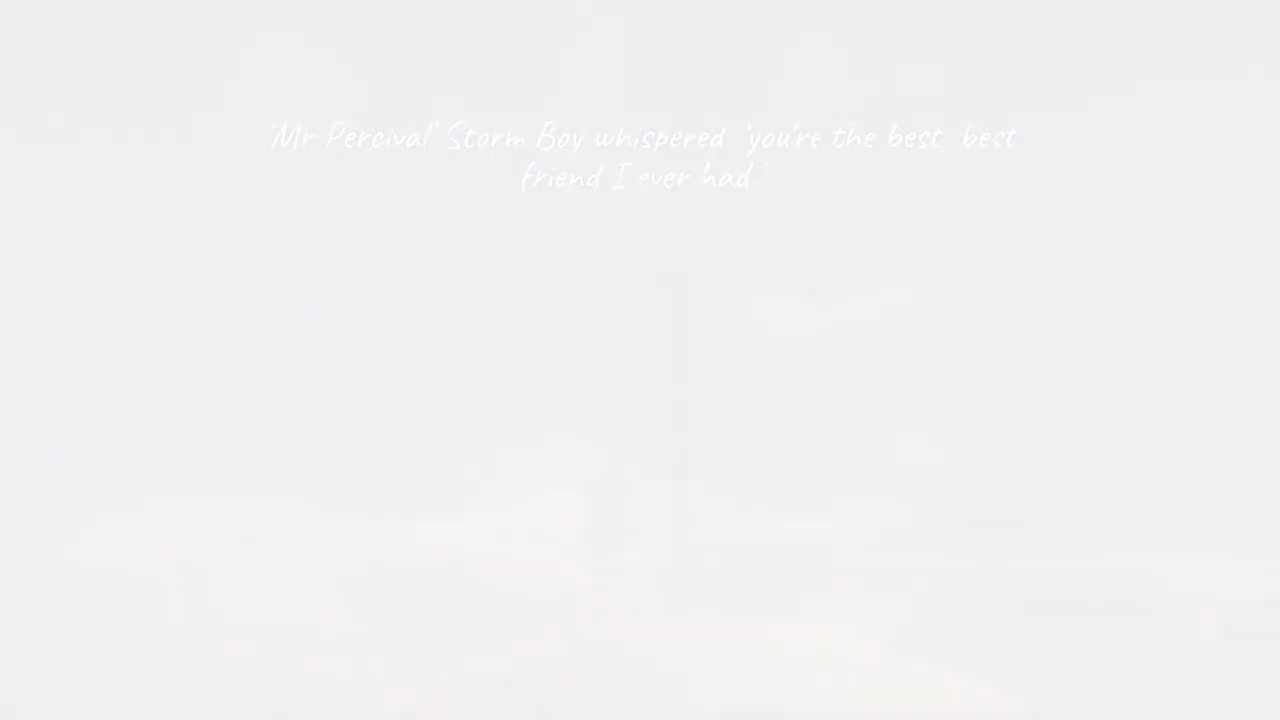 'Mr Percival' Storm Boy whispered 'you're the best, best
friend I ever had.'